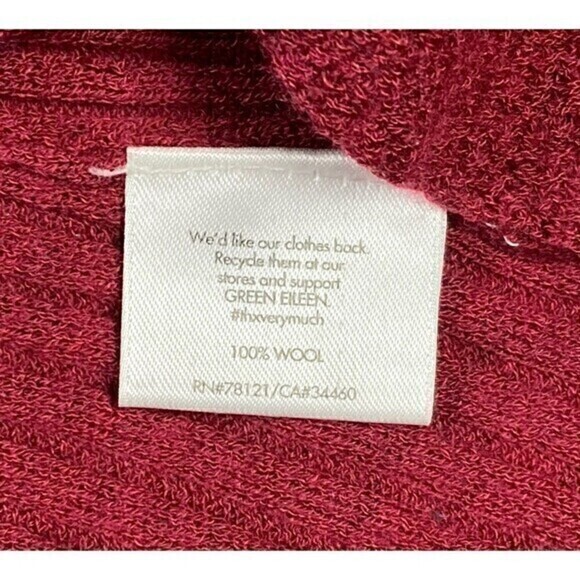 We'd like our clothes back.
Recycle them at our
stores and support
GREEN EILEEN.
#thxverymuch
100% WOOL
RN#78121/CA#34460